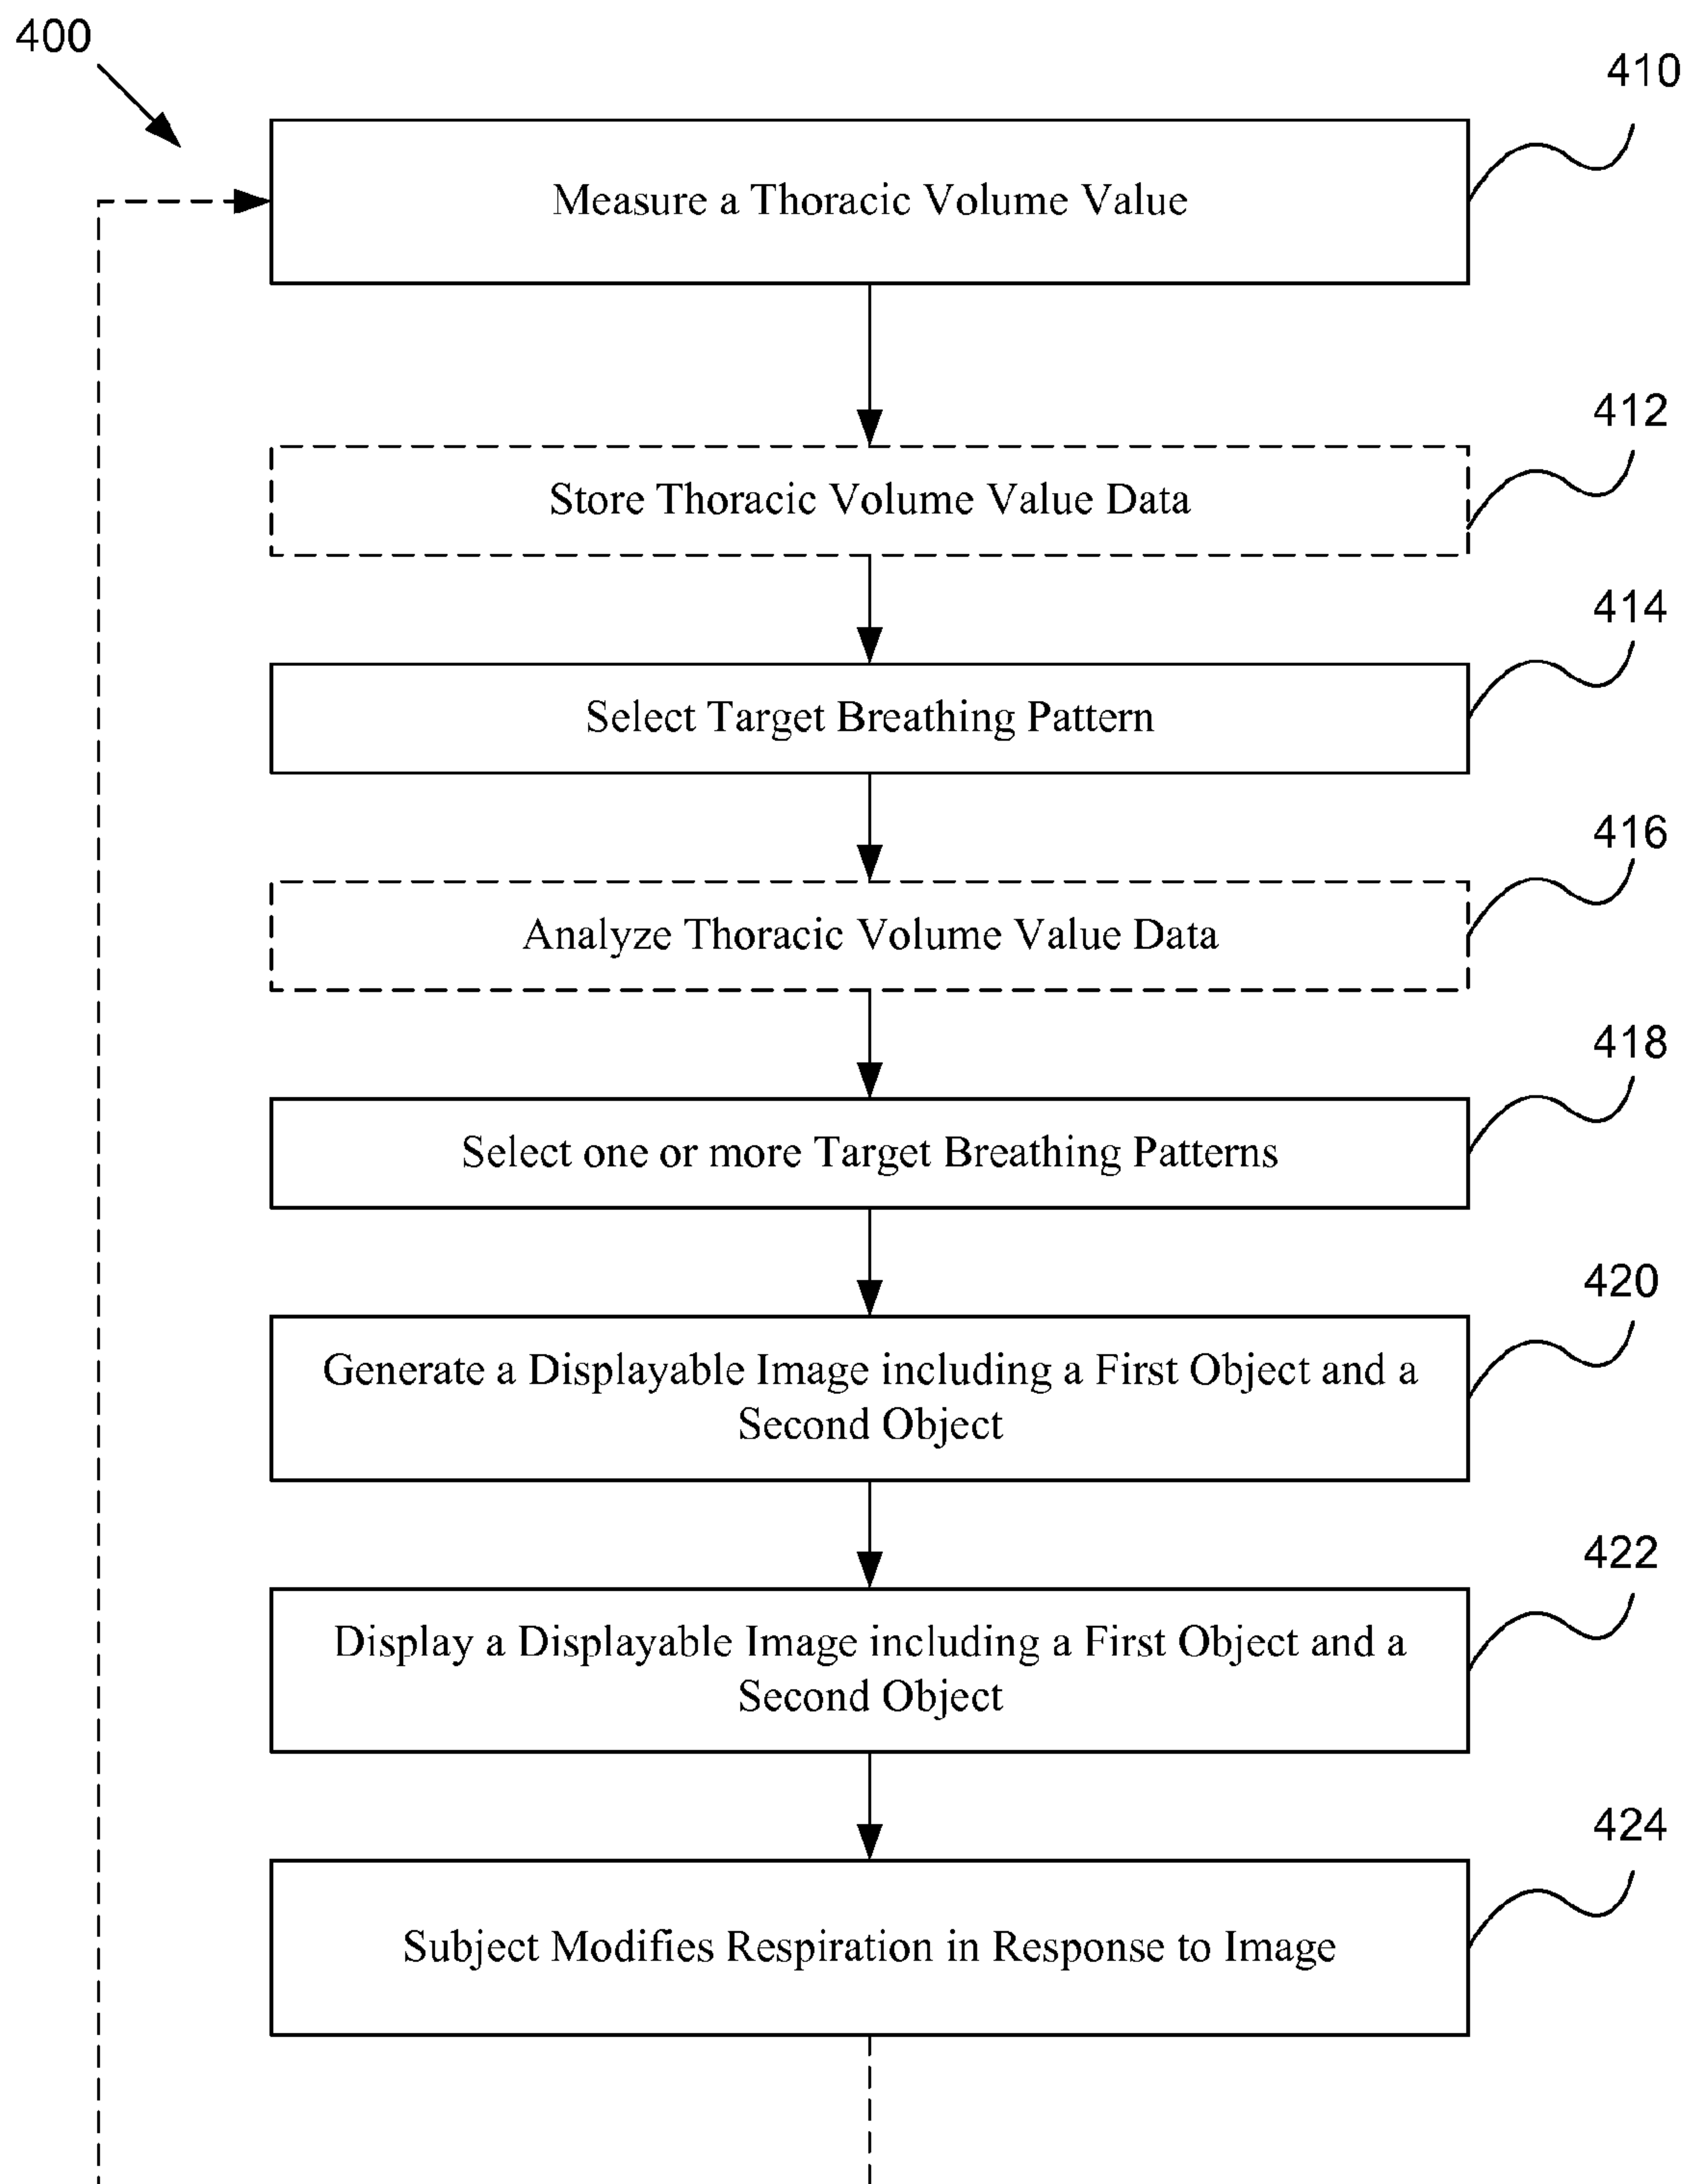 400
410
Measure a Thoracic Volume Value
412
Store Thoracic Volume Value Data
414
Select Target Breathing Pattern
416
Analyze Thoracic Volume Value Data
418
Select one or more Target Breathing Patterns
420
Generate a Displayable Image including a First Object and a
Second Object
422
Display a Displayable Image including a First Object and a
Second Object
424
Subject Modifies Respiration in Response to Image